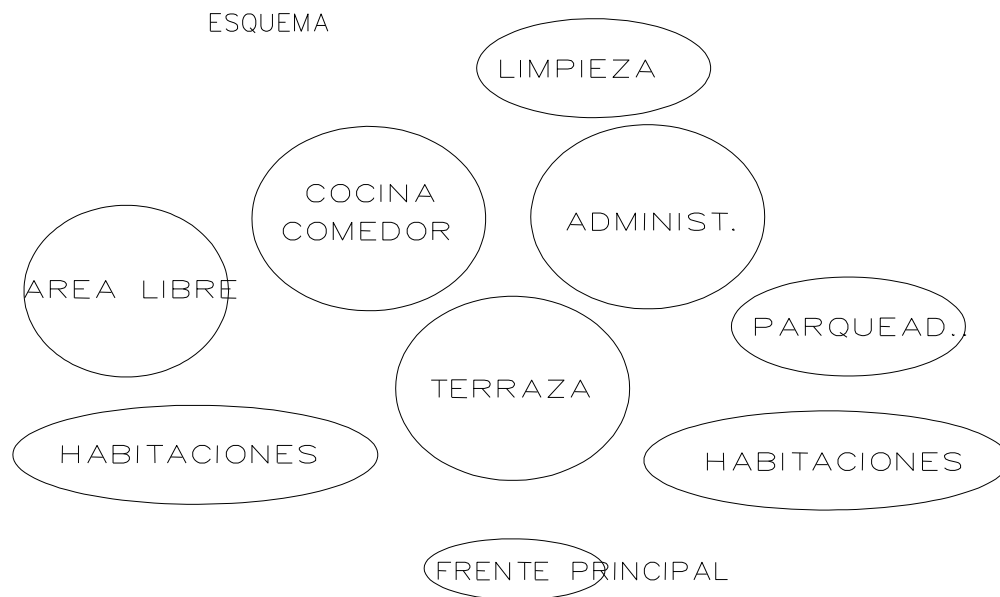 ESQUEMA
LIMPIEZA
COCINA
COMEDOR
ADMINIST.
AREA LIBRE
PARQUEAD..
TERRAZA
HABITACIONES
HABITACIONES
FRENTE PRINCIPAL